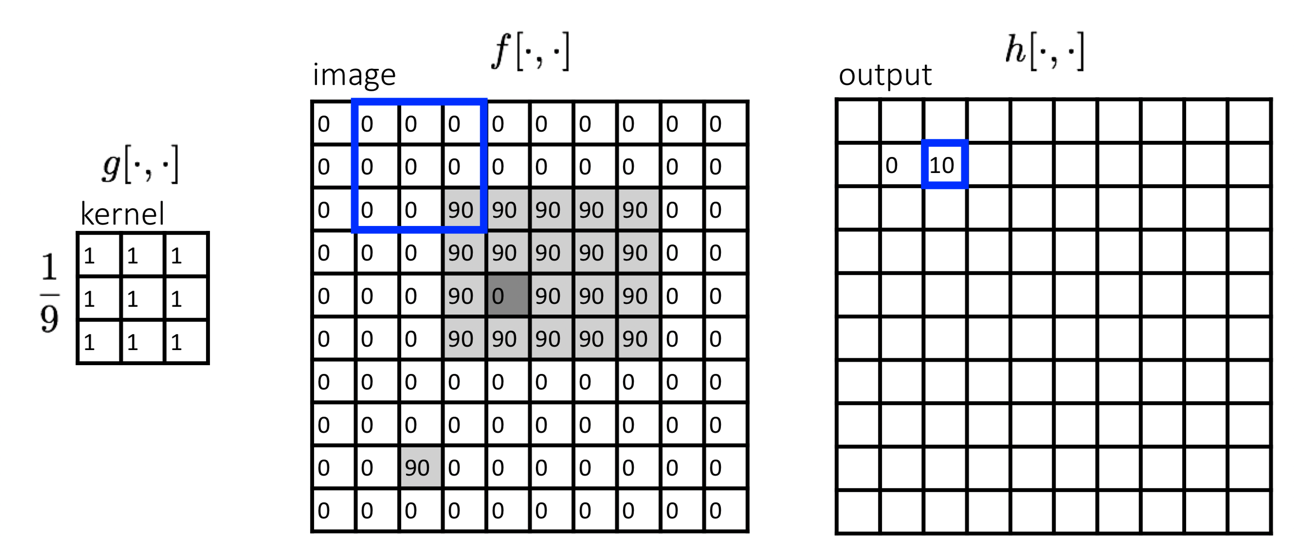 f[·,·]
h[·,·]
image
output
g[·,·]
kernel
1/9
1 1 1
1 1 1
1 1 1
0 0 0 0 0 0 0 0 0 0
0 0 0 0 0 0 0 0 0 0
0 0 0 90 90 90 90 90 0 0
0 0 0 90 90 90 90 90 0 0
0 0 0 90 0 90 90 90 0 0
0 0 0 90 90 90 90 90 0 0
0 0 0 0 0 0 0 0 0 0
0 0 0 0 0 0 0 0 0 0
0 0 90 0 0 0 0 0 0 0
0 0 0 0 0 0 0 0 0 0
0 10